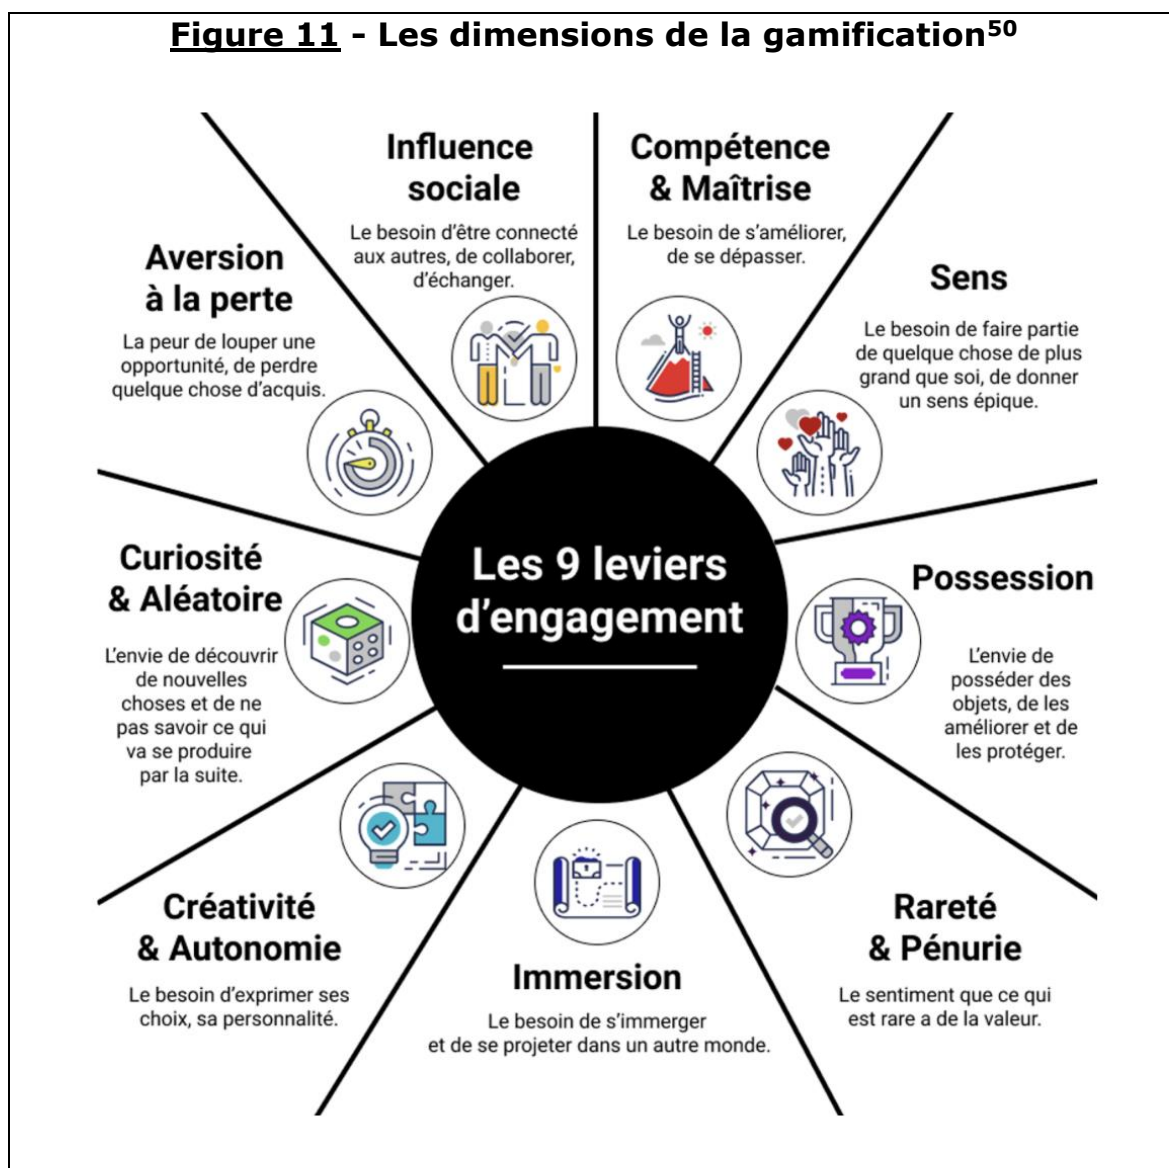 Figure 11 - Les dimensions de la gamification50
Influence
sociale
Le besoin d'être connecté
aux autres, de collaborer,
d'échanger.
Compétence
& Maîtrise
Le besoin de s'améliorer,
de se dépasser.
Sens
Le besoin de faire partie
de quelque chose de plus
grand que soi, de donner
un sens épique.
Aversion
à la perte
La peur de louper une
opportunité, de perdre
quelque chose d'acquis.
Les 9 leviers
d'engagement
Curiosité
& Aléatoire
L'envie de découvrir
de nouvelles
choses et de ne
pas savoir ce qui
va se produire
par la suite.
Possession
L'envie de
posséder des
objets, de les
améliorer et de
les protéger.
Créativité
& Autonomie
Le besoin d'exprimer ses
choix, sa personnalité.
1
Immersion
Le besoin de s'immerger
et de se projeter dans un autre monde.
Rareté
& Pénurie
Le sentiment que ce qui
est rare a de la valeur.